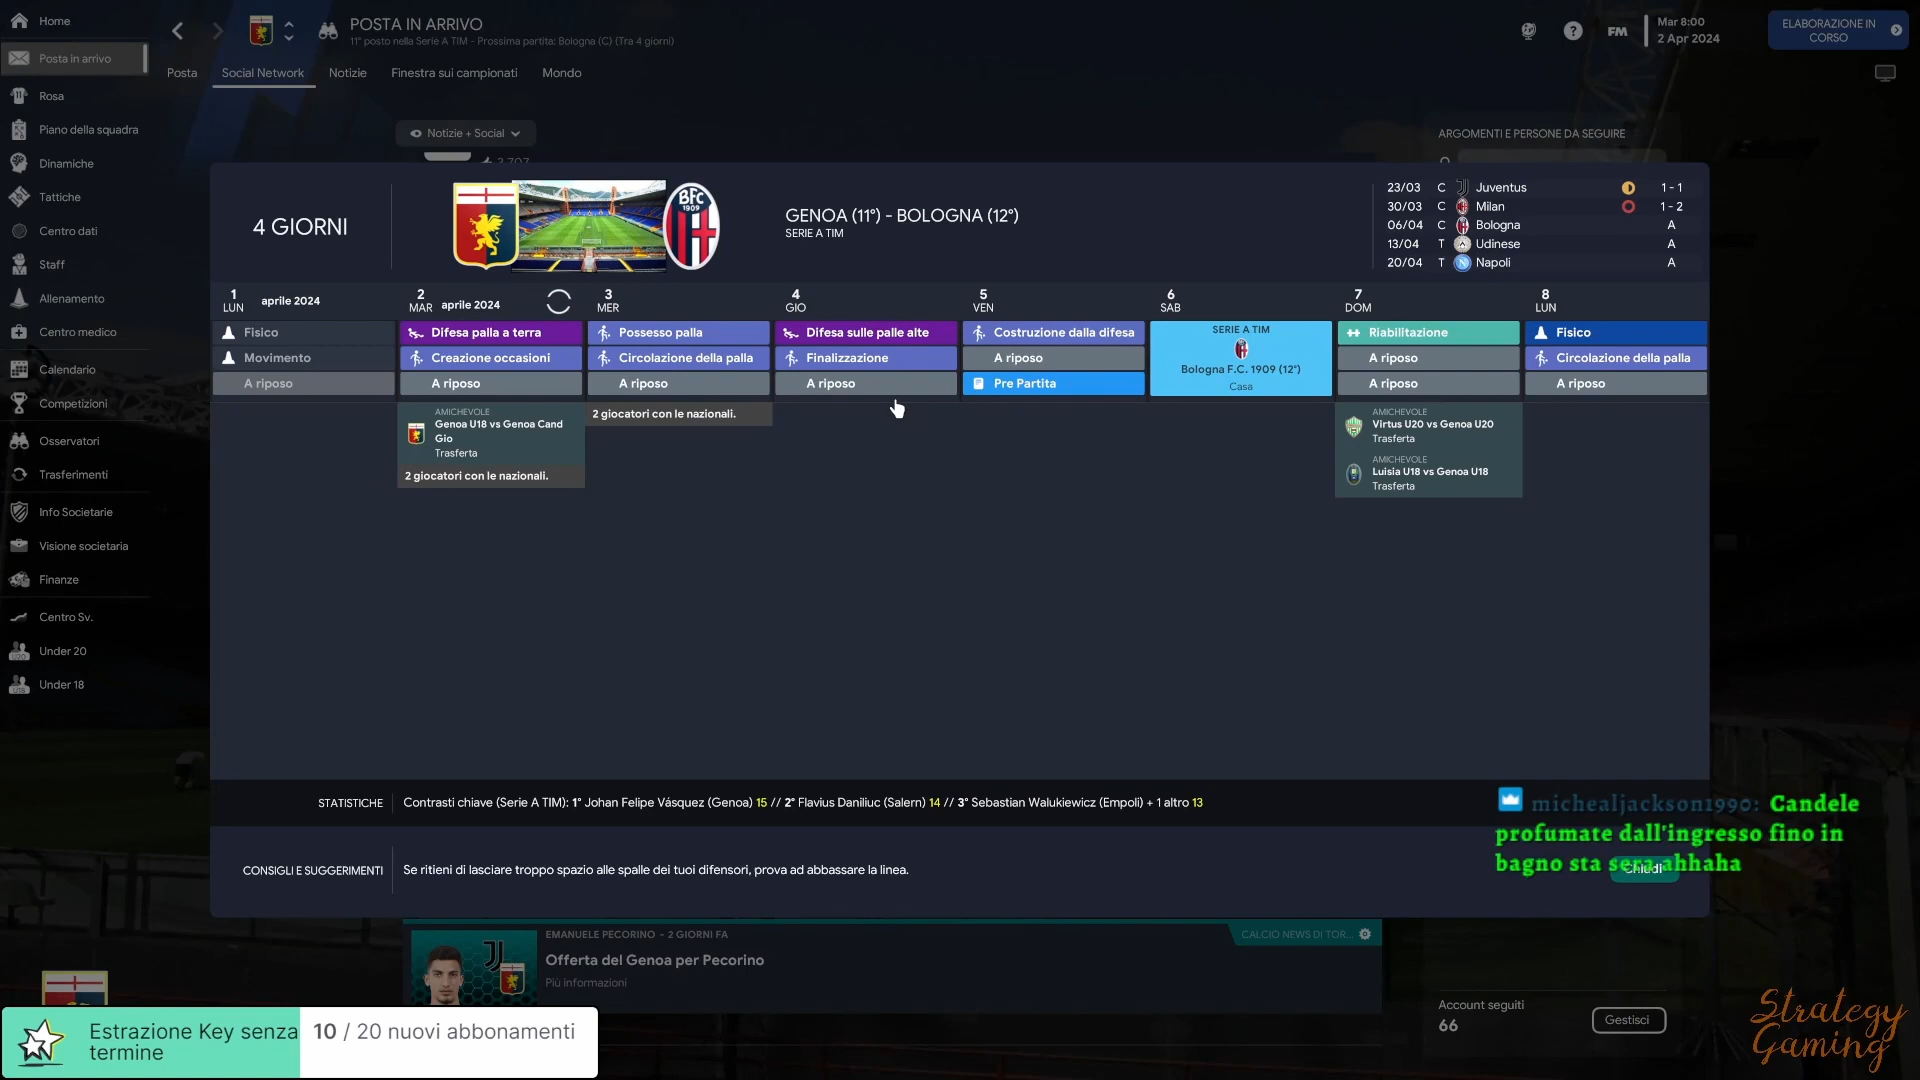 Home
Posta in arrivo
Rosa
Piano della squadra
Dinamiche
Tattiche
Centro dati
Staff
Allenamento
Centro medico
Calendario
Competizioni
Osservatori
Trasferimenti
Info Societarie
Visione societaria
Finanze
Centro Sv.
Under 20
Under 18
POSTA IN ARRIVO
11° posto nella Serie A TIM - Prossima partita: Bologna (C) (Tra 4 giorni)
FM
Mar 8:00
2 Apr 2024
ELABORAZIONE IN
CORSO
Posta
Social Network
Notizie
Finestra sui campionati
Mondo
Notizie + Social
ARGOMENTI E PERSONE DA SEGUIRE
4 GIORNI
BFC
1909
GENOA (11°) - BOLOGNA (12°)
SERIE A TIM
23/03 C Juventus 1 - 1
30/03 C Milan 1 - 2
06/04 C Bologna A
13/04 T Udinese A
20/04 T Napoli A
1 LUN aprile 2024
2 MAR aprile 2024
3 MER
4 GIO
5 VEN
6 SAB
7 DOM
8 LUN
Fisico
Movimento
A riposo
Difesa palla a terra
Creazione occasioni
A riposo
AMICHEVOLE
Genoa U18 vs Genoa Cand
Gio
Trasferta
2 giocatori con le nazionali.
Possesso palla
Circolazione della palla
A riposo
2 giocatori con le nazionali.
Difesa sulle palle alte
Finalizzazione
A riposo
Costruzione dalla difesa
A riposo
Pre Partita
SERIE A TIM
Bologna F.C. 1909 (12°)
Casa
Riabilitazione
A riposo
A riposo
AMICHEVOLE
Virtus U20 vs Genoa U20
Trasferta
AMICHEVOLE
Luisia U18 vs Genoa U18
Trasferta
Fisico
Circolazione della palla
A riposo
STATISTICHE
Contrasti chiave (Serie A TIM): 1° Johan Felipe Vásquez (Genoa) 15 // 2° Flavius Daniliuc (Salern) 14 // 3° Sebastian Walukiewicz (Empoli) + 1 altro 13
CONSIGLI E SUGGERIMENTI
Se ritieni di lasciare troppo spazio alle spalle dei tuoi difensori, prova ad abbassare la linea.
Chiudi
michealjackson1990: Candele
profumate dall'ingresso fino in
bagno sta sera ahhaha
EMANUELE PECORINO - 2 GIORNI FA
CALCIO NEWS DI TOR...
Offerta del Genoa per Pecorino
Più informazioni
Account seguiti
66
Gestisci
Estrazione Key senza
termine
10 / 20 nuovi abbonamenti
Strategy
Gaming